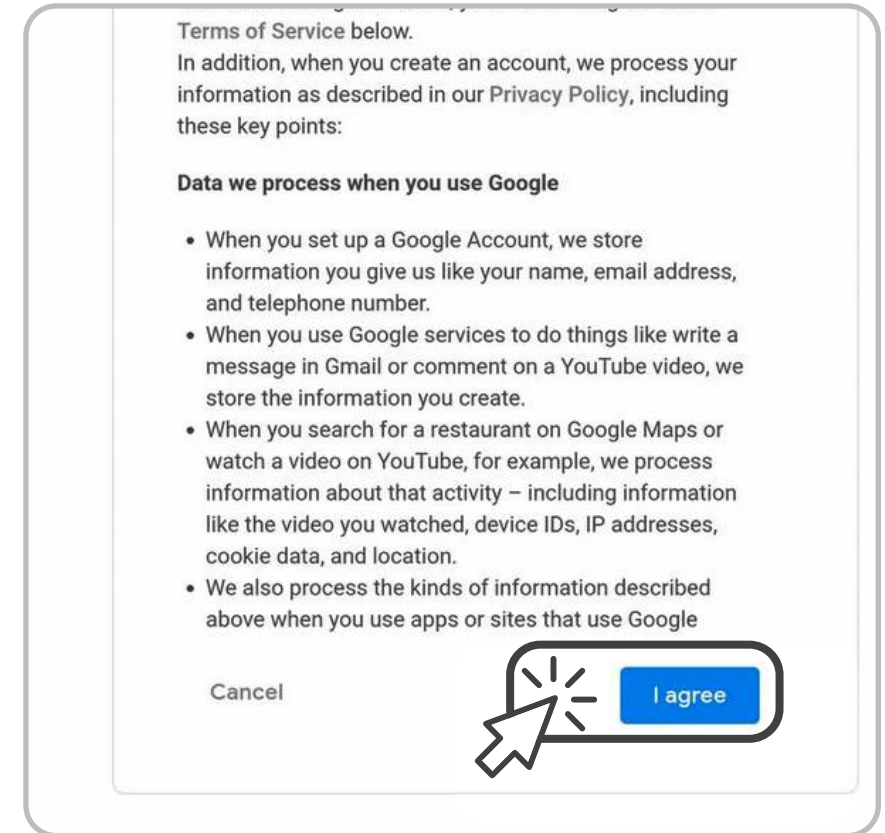 Terms of Service below.
In addition, when you create an account, we process your
information as described in our Privacy Policy, including
these key points:
Data we process when you use Google
• When you set up a Google Account, we store
information you give us like your name, email address,
and telephone number.
• When you use Google services to do things like write a
message in Gmail or comment on a YouTube video, we
store the information you create.
• When you search for a restaurant on Google Maps or
watch a video on YouTube, for example, we process
information about that activity – including information
like the video you watched, device IDs, IP addresses,
cookie data, and location.
• We also process the kinds of information described
above when you use apps or sites that use Google
Cancel
I agree